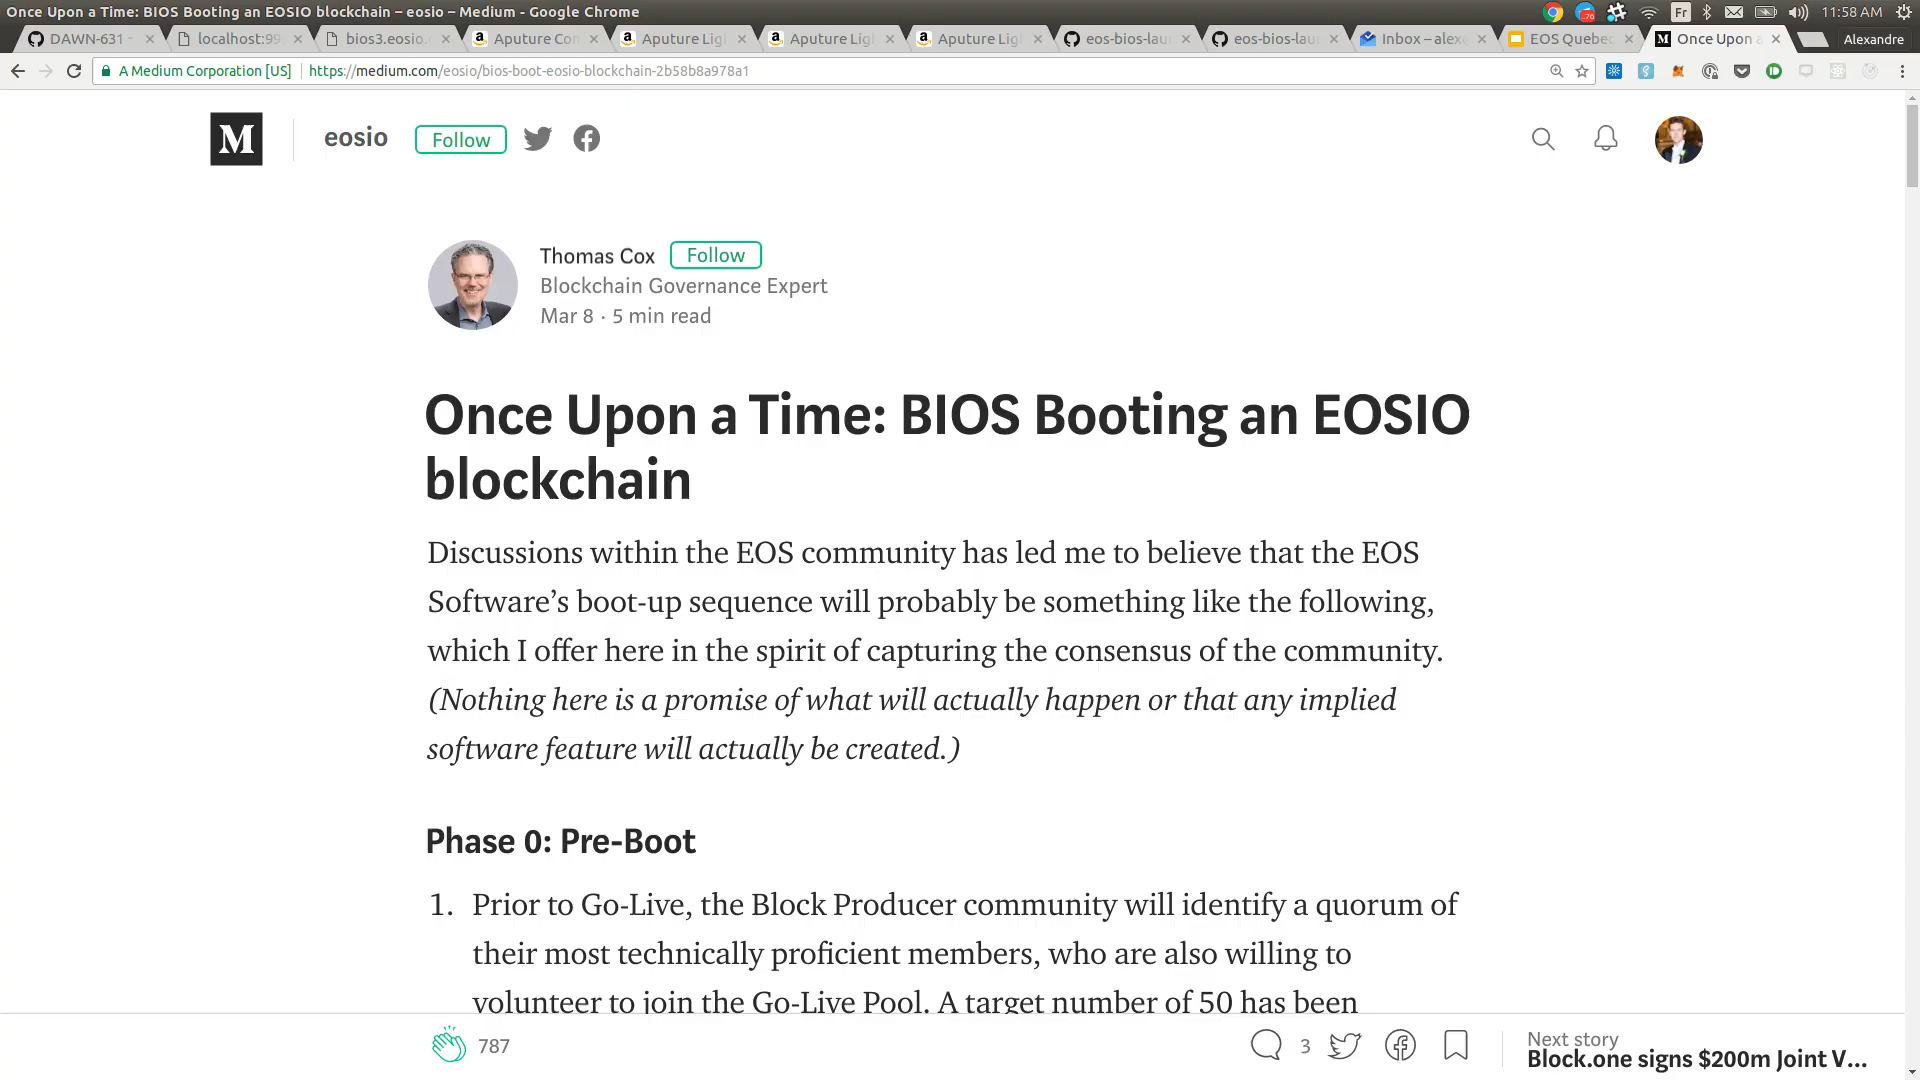 Once Upon a Time: BIOS Booting an EOSIO blockchain – eosio – Medium - Google Chrome
Fr
11:58 AM
DAWN-631 -
localhost:99
bios3.eosio.
Aputure Con
Aputure Ligh
Aputure Ligh
Aputure Ligh
eos-bios-lau
eos-bios-lau
Inbox – alex
EOS Quebec
Once Upon a
Alexandre
A Medium Corporation [US]
https://medium.com/eosio/bios-boot-eosio-blockchain-2b58b8a978a1
M
eosio
Follow
Thomas Cox
Follow
Blockchain Governance Expert
Mar 8 · 5 min read
Once Upon a Time: BIOS Booting an EOSIO
blockchain
Discussions within the EOS community has led me to believe that the EOS
Software’s boot-up sequence will probably be something like the following,
which I offer here in the spirit of capturing the consensus of the community.
(Nothing here is a promise of what will actually happen or that any implied
software feature will actually be created.)
Phase 0: Pre-Boot
1. Prior to Go-Live, the Block Producer community will identify a quorum of
their most technically proficient members, who are also willing to
volunteer to join the Go-Live Pool. A target number of 50 has been
787
3
Next story
Block.one signs $200m Joint V...